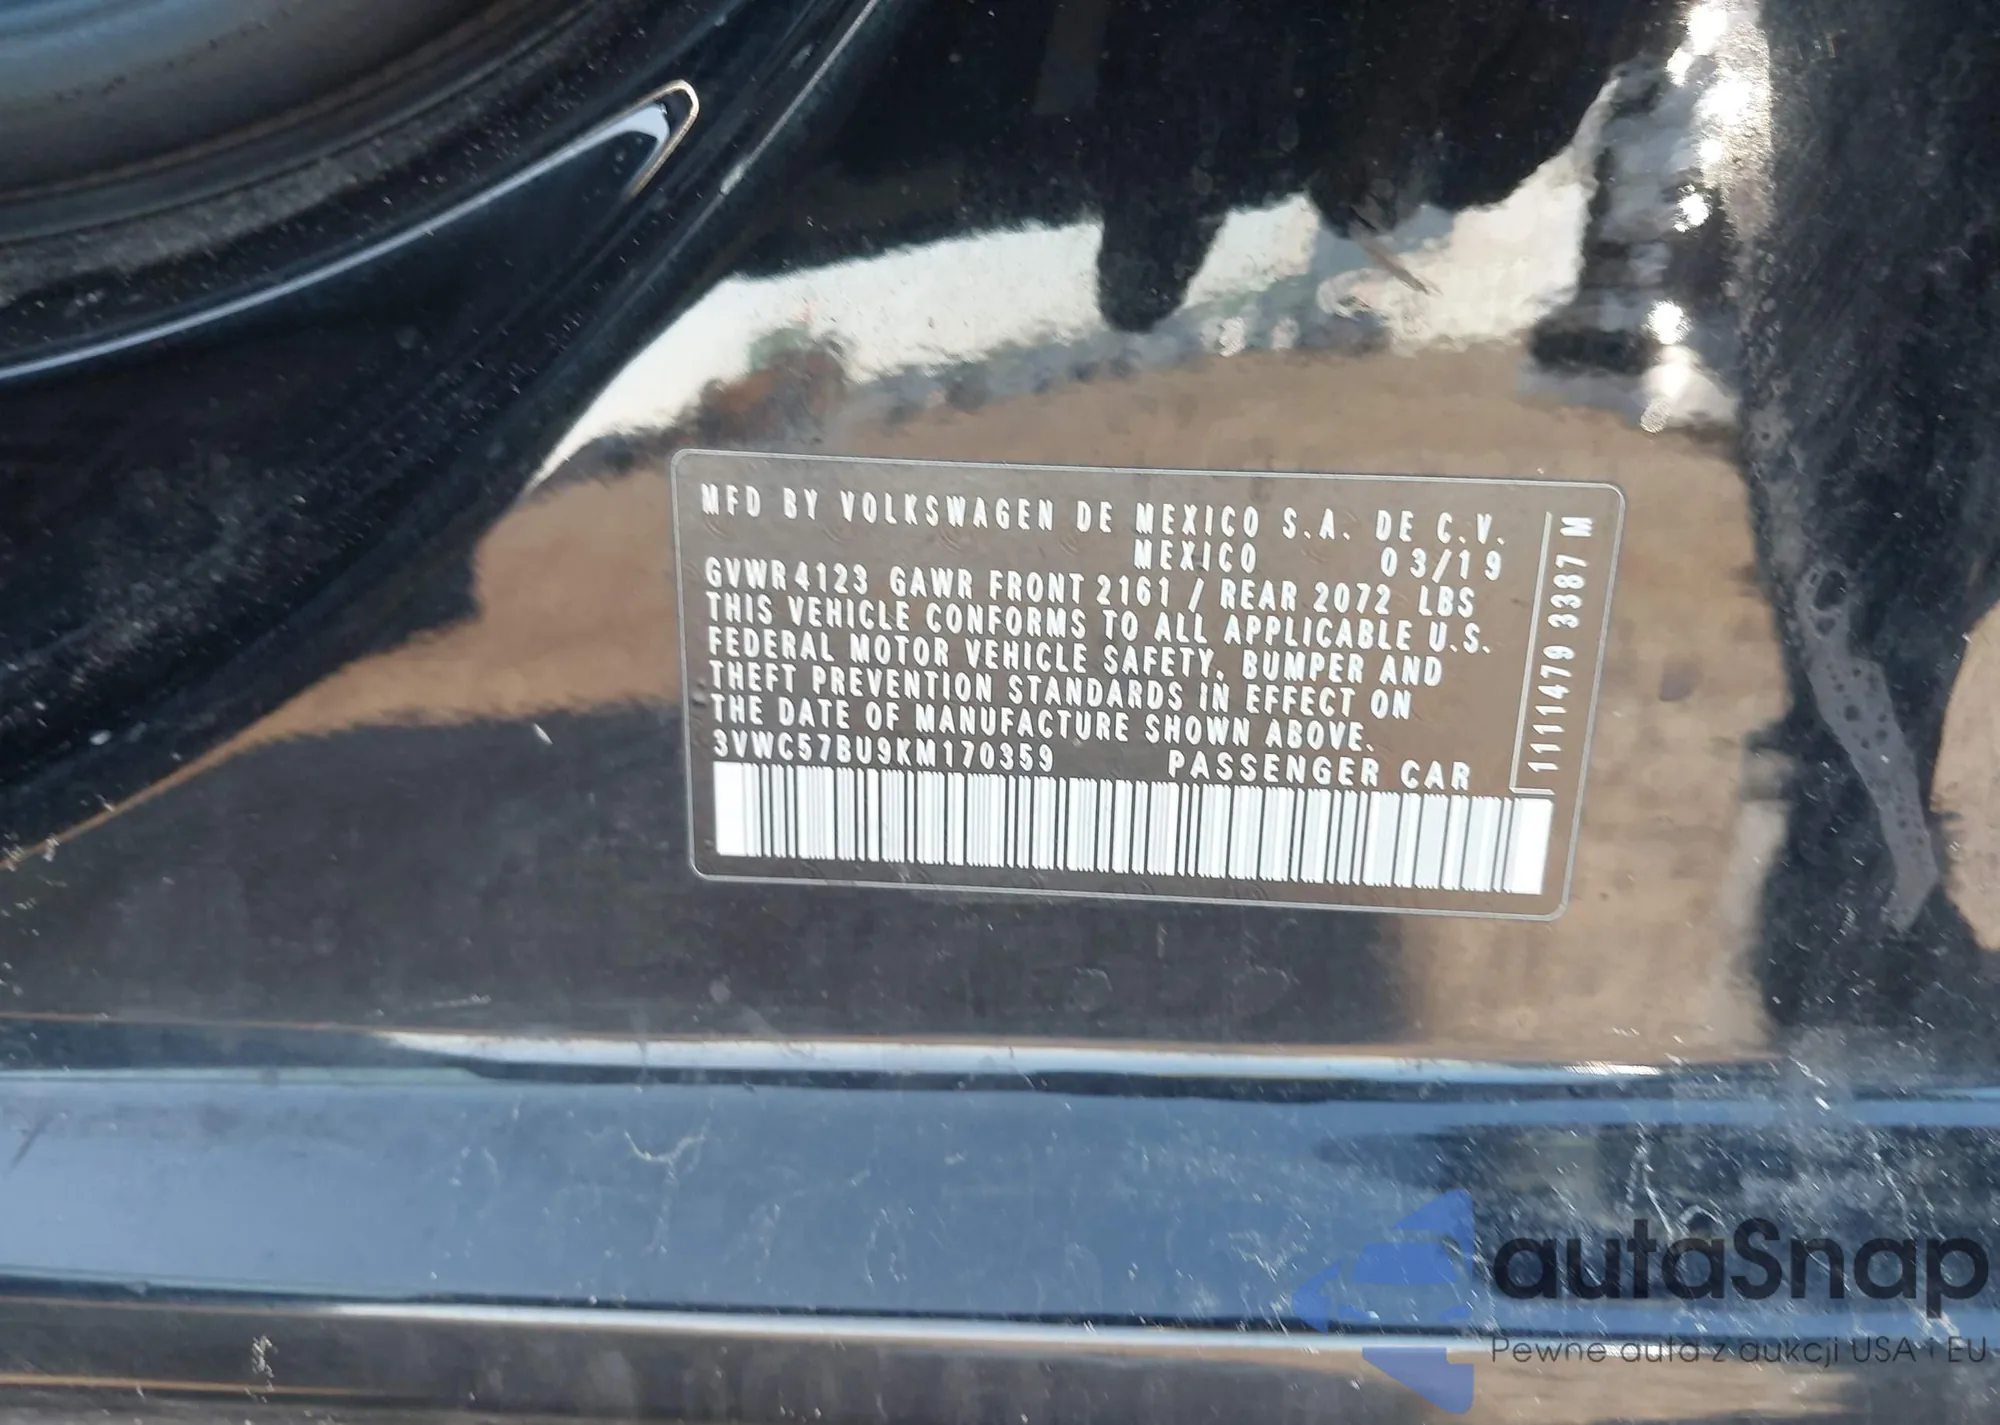 MFD BY VOLKSWAGEN DE MEXICO S.A. DE C.V.
MEXICO 03/19
GVWR 4123 GAWR FRONT 2161 / REAR 2072 LBS
THIS VEHICLE CONFORMS TO ALL APPLICABLE U.S.
FEDERAL MOTOR VEHICLE SAFETY, BUMPER AND
THEFT PREVENTION STANDARDS IN EFFECT ON
THE DATE OF MANUFACTURE SHOWN ABOVE.
3VWC57BU9KM170359 PASSENGER CAR
1111479 3387 M
autaSnap
Pewne auta z aukcji USA i EU